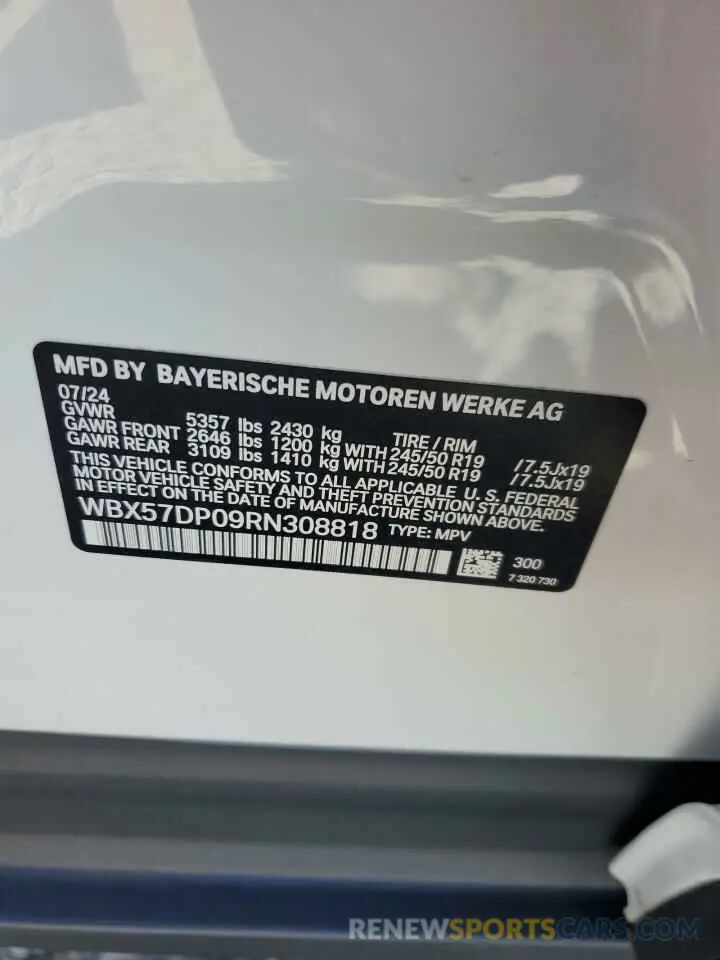 MFD BY BAYERISCHE MOTOREN WERKE AG
07/24
GVWR 5357 lbs 2430 kg TIRE / RIM
GAWR FRONT 2646 lbs 1200 kg WITH 245/50 R19 /7.5Jx19
GAWR REAR 3109 lbs 1410 kg WITH 245/50 R19 /7.5Jx19
THIS VEHICLE CONFORMS TO ALL APPLICABLE U. S. FEDERAL
MOTOR VEHICLE SAFETY AND THEFT PREVENTION STANDARDS
IN EFFECT ON THE DATE OF MANUFACTURE SHOWN ABOVE.
WBX57DP09RN308818 TYPE: MPV
300
7 320 730
RENEWSPORTSCARS.COM